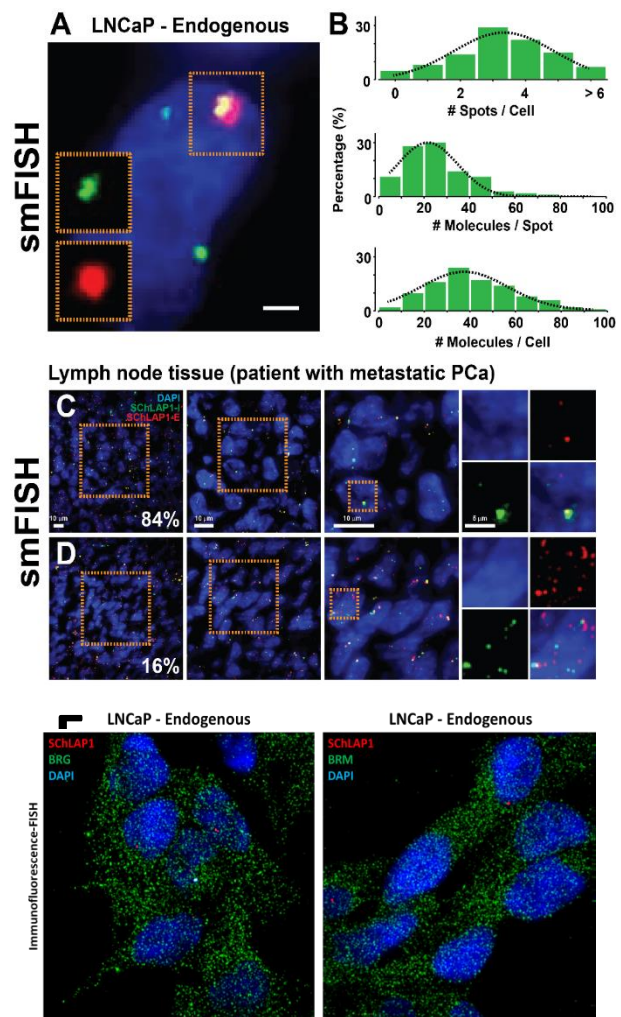 A LNCaP - Endogenous
smFISH
B
Percentage (%)
30
0
0 2 4 > 6
# Spots / Cell
30
0
0 20 40 60 80 100
# Molecules / Spot
30
0
0 20 40 60 80 100
# Molecules / Cell
Lymph node tissue (patient with metastatic PCa)
smFISH
C
DAPI
SChLAP1-I
SChLAP1-E
10 µm
84%
10 µm
10 µm
5 µm
D
16%
LNCaP - Endogenous
LNCaP - Endogenous
Immunofluorescence-FISH
SChLAP1
BRG
DAPI
SChLAP1
BRM
DAPI